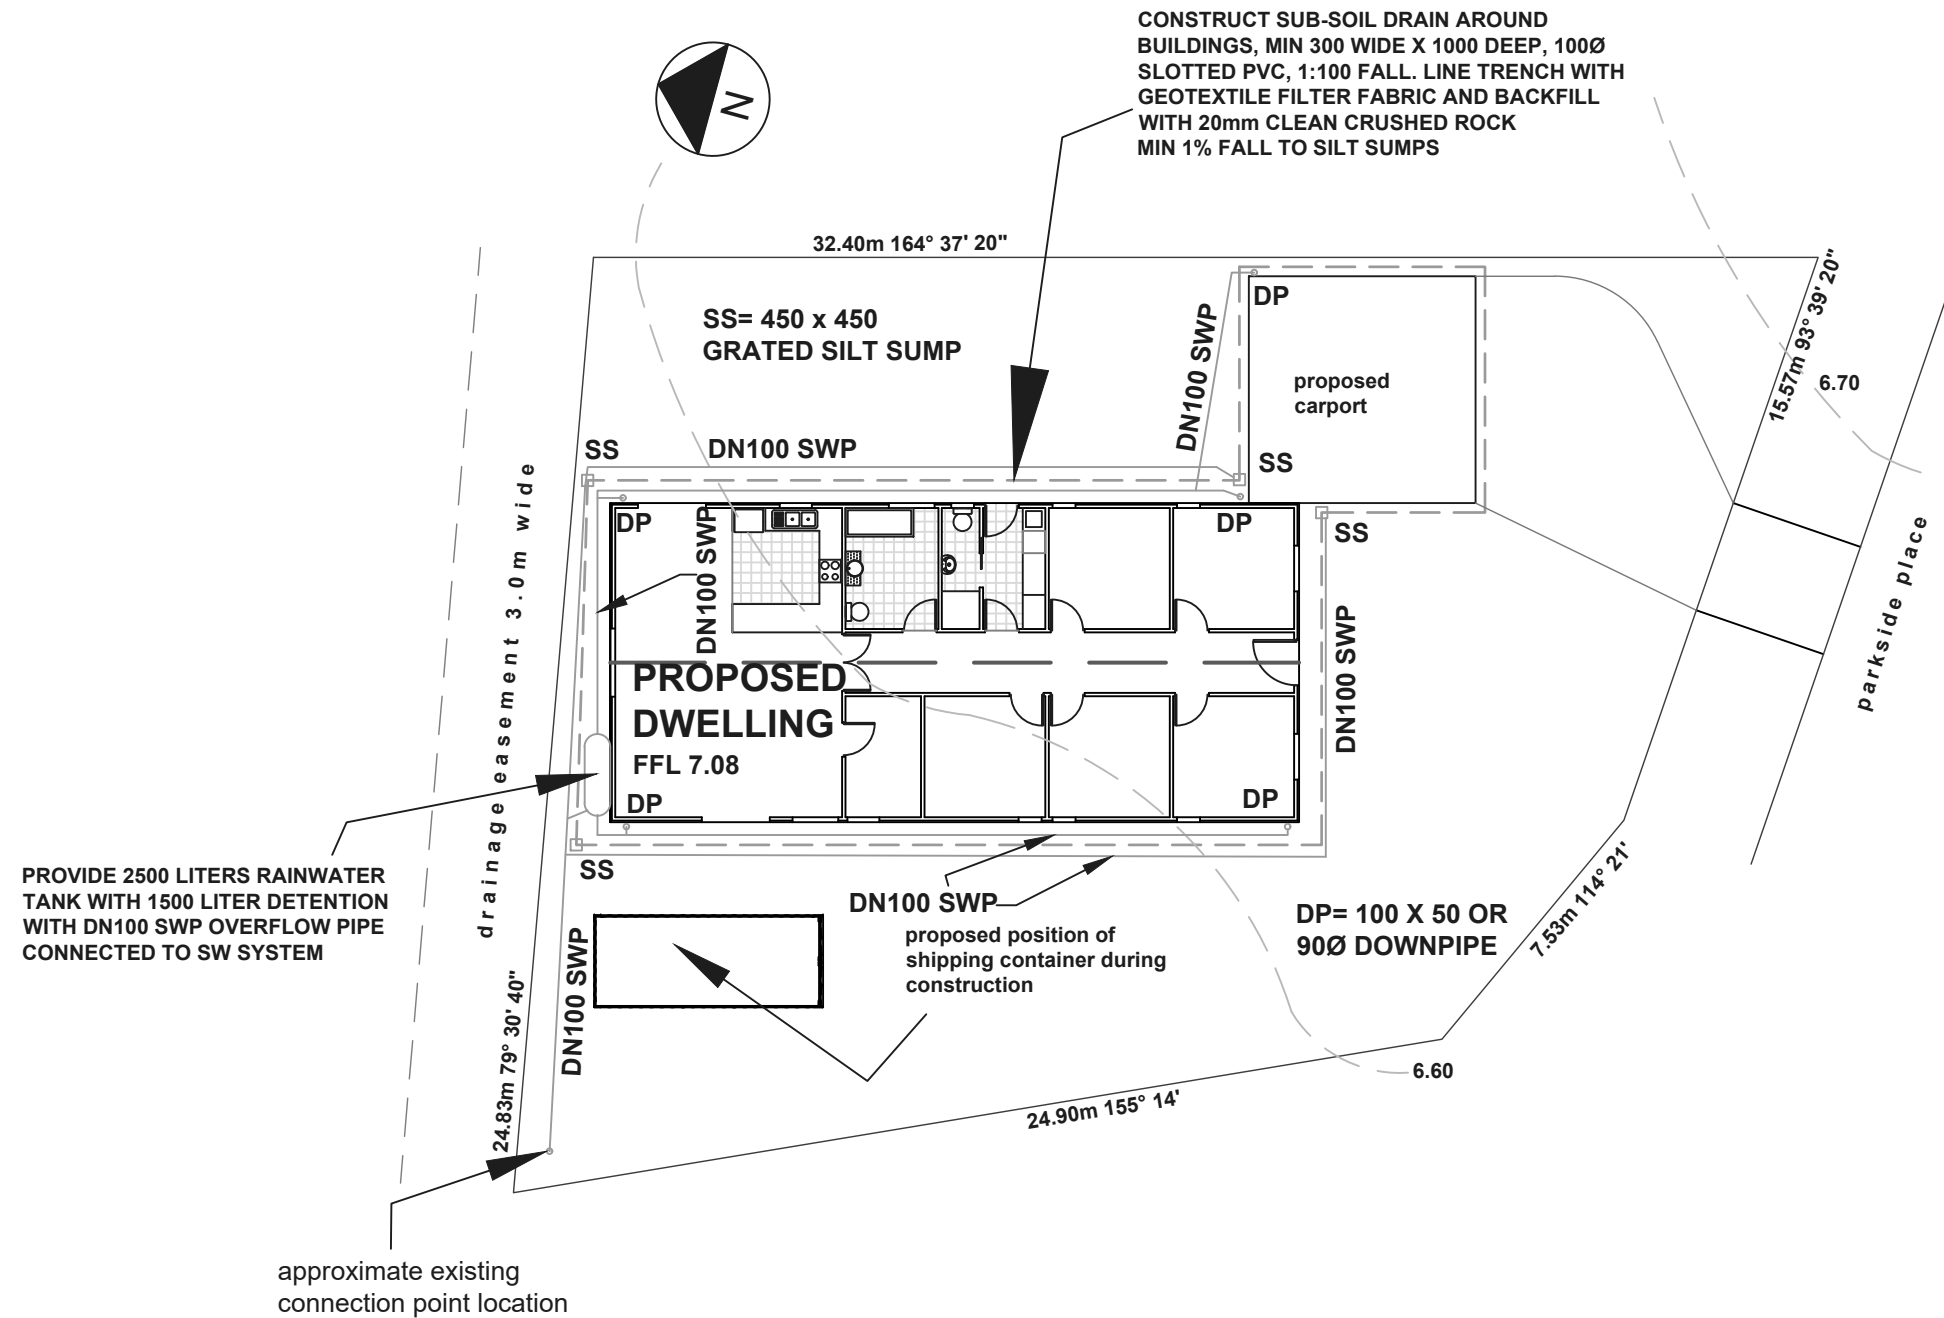 CONSTRUCT SUB-SOIL DRAIN AROUND
BUILDINGS, MIN 300 WIDE X 1000 DEEP, 100Ø
SLOTTED PVC, 1:100 FALL. LINE TRENCH WITH
GEOTEXTILE FILTER FABRIC AND BACKFILL
WITH 20mm CLEAN CRUSHED ROCK
MIN 1% FALL TO SILT SUMPS
N
32.40m 164° 37' 20"
15.57m 93° 39' 20"
6.70
SS= 450 x 450
GRATED SILT SUMP
DP
DN100 SWP
proposed
carport
SS
DN100 SWP
SS
DP
DN100 SWP
DP
SS
drainage easement 3.0m wide
parkside place
PROPOSED
DWELLING
FFL 7.08
DN100 SWP
DP
DP
SS
PROVIDE 2500 LITERS RAINWATER
TANK WITH 1500 LITER DETENTION
WITH DN100 SWP OVERFLOW PIPE
CONNECTED TO SW SYSTEM
DN100 SWP
proposed position of
shipping container during
construction
DP= 100 X 50 OR
90Ø DOWNPIPE
7.53m 114° 21'
DN100 SWP
24.83m 79° 30' 40"
24.90m 155° 14'
6.60
approximate existing
connection point location